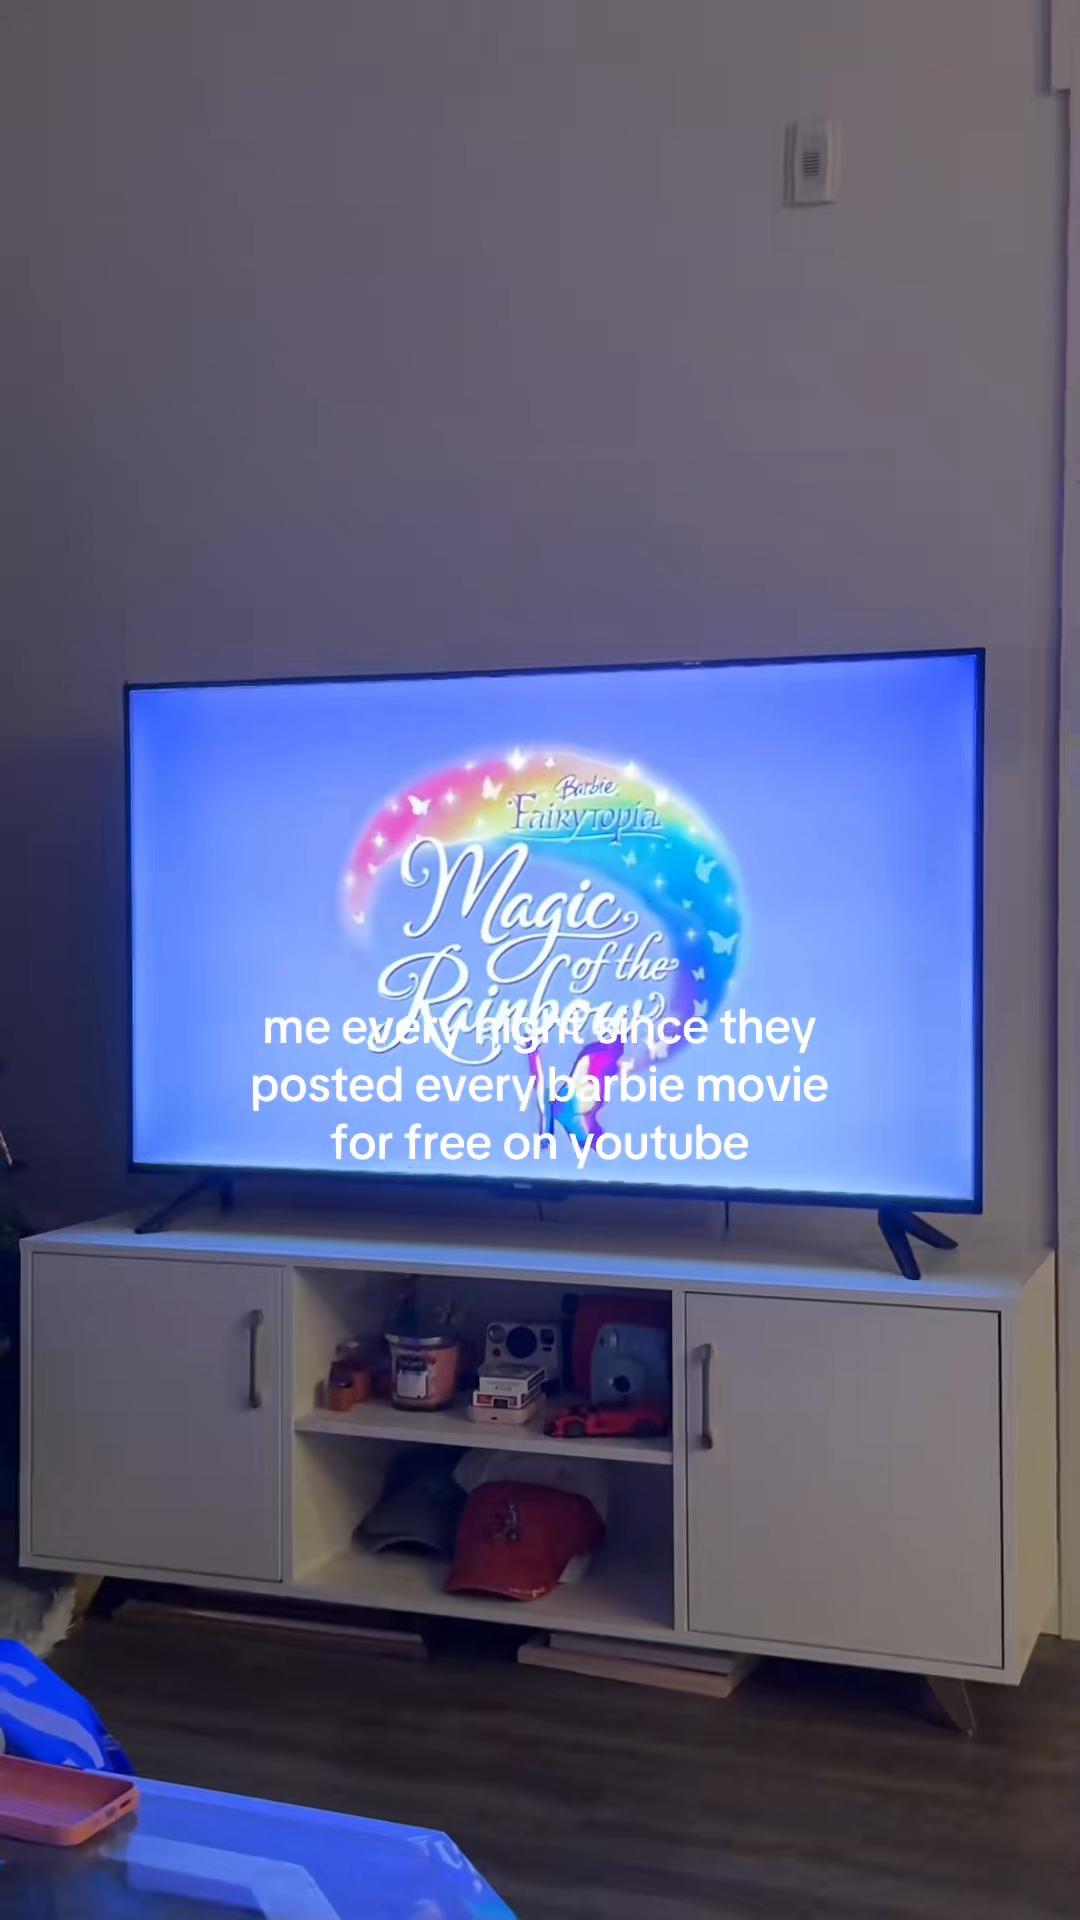 Barbie
Fairytopia
Magic
of the
Rainbow
me every night since they
posted every barbie movie
for free on youtube